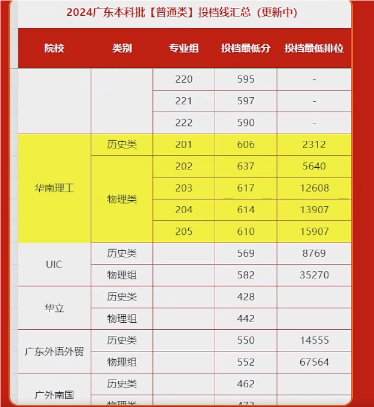 2024广东本科批【普通类】投档线汇总（更新中）
院校 类别 专业组 投档最低分 投档最低排位
220 595 -
221 597 -
222 590 -
华南理工 历史类 201 606 2312
物理类 202 637 5640
203 617 12608
204 614 13907
205 610 15907
UIC 历史类 569 8769
物理组 582 35270
华立 历史类 428
物理组 442
广东外语外贸 历史类 550 14555
物理组 552 67564
广外南国 历史类 462